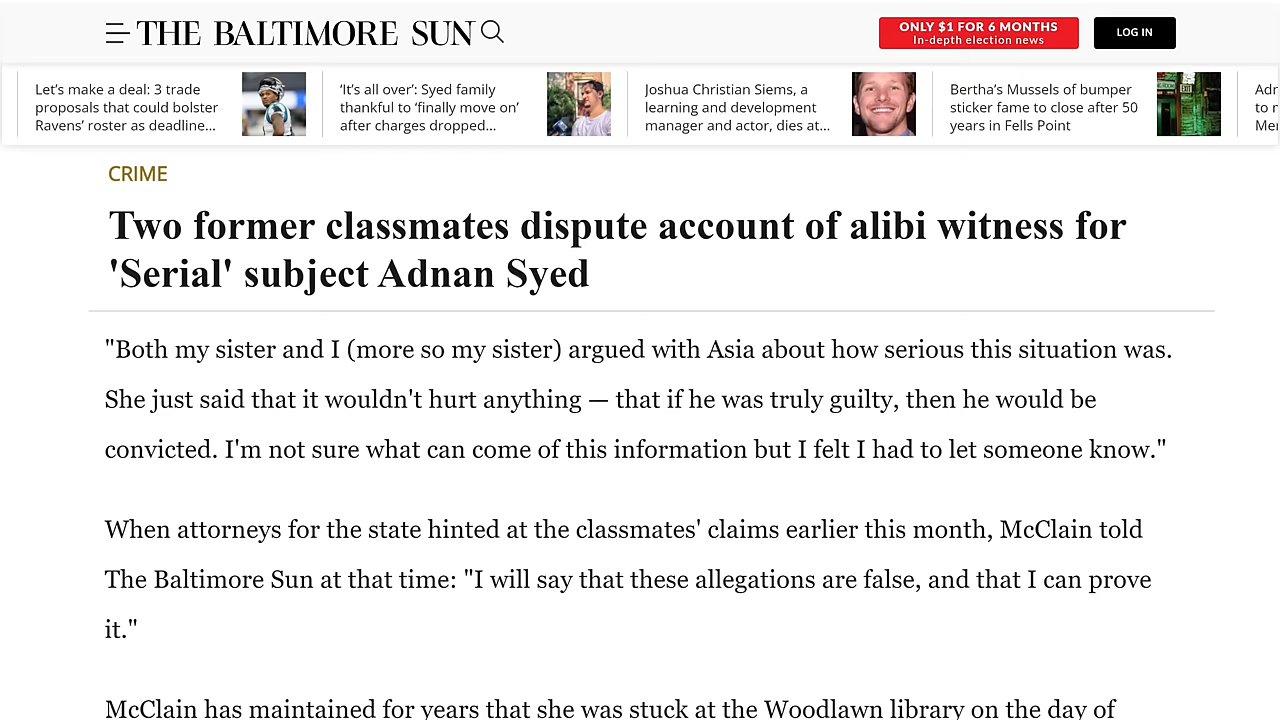 THE BALTIMORE SUN
ONLY $1 FOR 6 MONTHS
In-depth election news
LOG IN
Let’s make a deal: 3 trade
proposals that could bolster
Ravens’ roster as deadline...
‘It’s all over’: Syed family
thankful to ‘finally move on’
after charges dropped...
Joshua Christian Siems, a
learning and development
manager and actor, dies at...
Bertha’s Mussels of bumper
sticker fame to close after 50
years in Fells Point
EXIT
CRIME
Two former classmates dispute account of alibi witness for
'Serial' subject Adnan Syed
"Both my sister and I (more so my sister) argued with Asia about how serious this situation was.
She just said that it wouldn't hurt anything — that if he was truly guilty, then he would be
convicted. I'm not sure what can come of this information but I felt I had to let someone know."
When attorneys for the state hinted at the classmates' claims earlier this month, McClain told
The Baltimore Sun at that time: "I will say that these allegations are false, and that I can prove
it."
McClain has maintained for years that she was stuck at the Woodlawn library on the day of